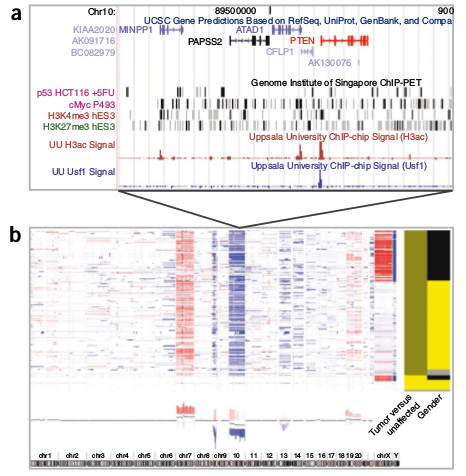 a
Chr10: 89500000 900
UCSC Gene Predictions Based on RefSeq, UniProt, GenBank, and Compa
KIAA2020 MINPP1 ATAD1
AK091716 PAPSS2 PTEN
BC082979 CFLP1
AK130076
Genome Institute of Singapore ChIP-PET
p53 HCT116 +5FU
cMyc P493
H3K4me3 hES3
H3K27me3 hES3
Uppsala University ChIP-chip Signal (H3ac)
UU H3ac Signal
Uppsala University ChIP-chip Signal (Usf1)
UU Usf1 Signal
b
Tumor versus unaffected
Gender
chr1 chr2 chr3 chr4 chr5 chr6 chr7 chr8 chr9 10 11 12 13 14 15 16 17 18 19 20 chrX Y